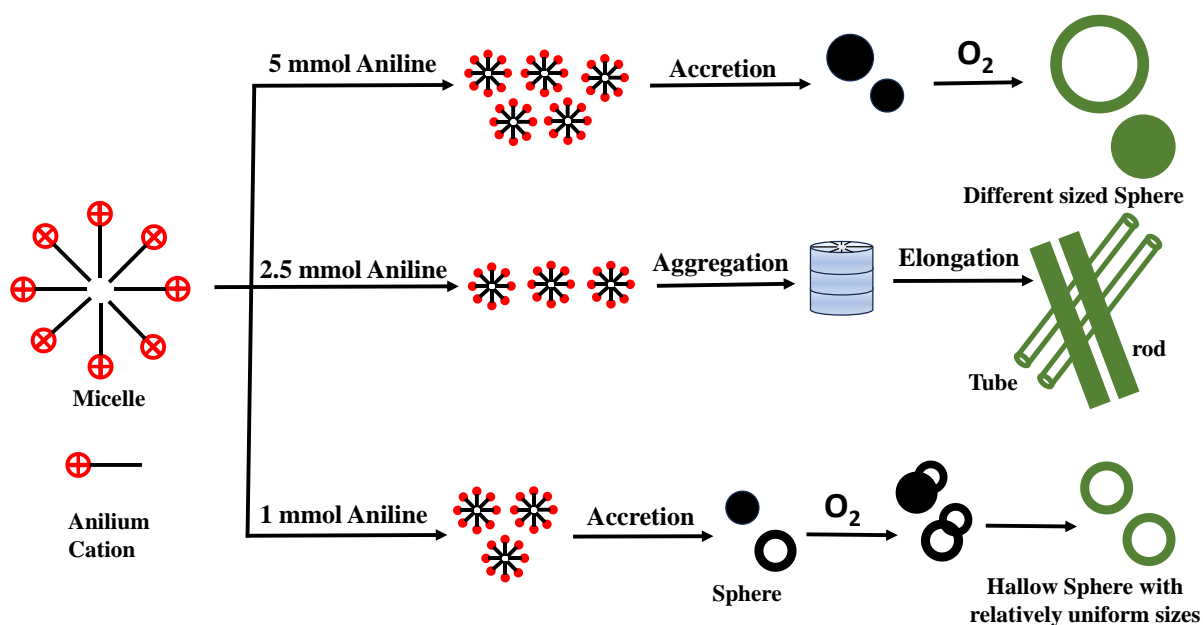 5 mmol Aniline
Accretion
O2
Different sized Sphere
Micelle
2.5 mmol Aniline
Aggregation
Elongation
Tube
rod
Anilium
Cation
1 mmol Aniline
Accretion
Sphere
O2
Hallow Sphere with
relatively uniform sizes